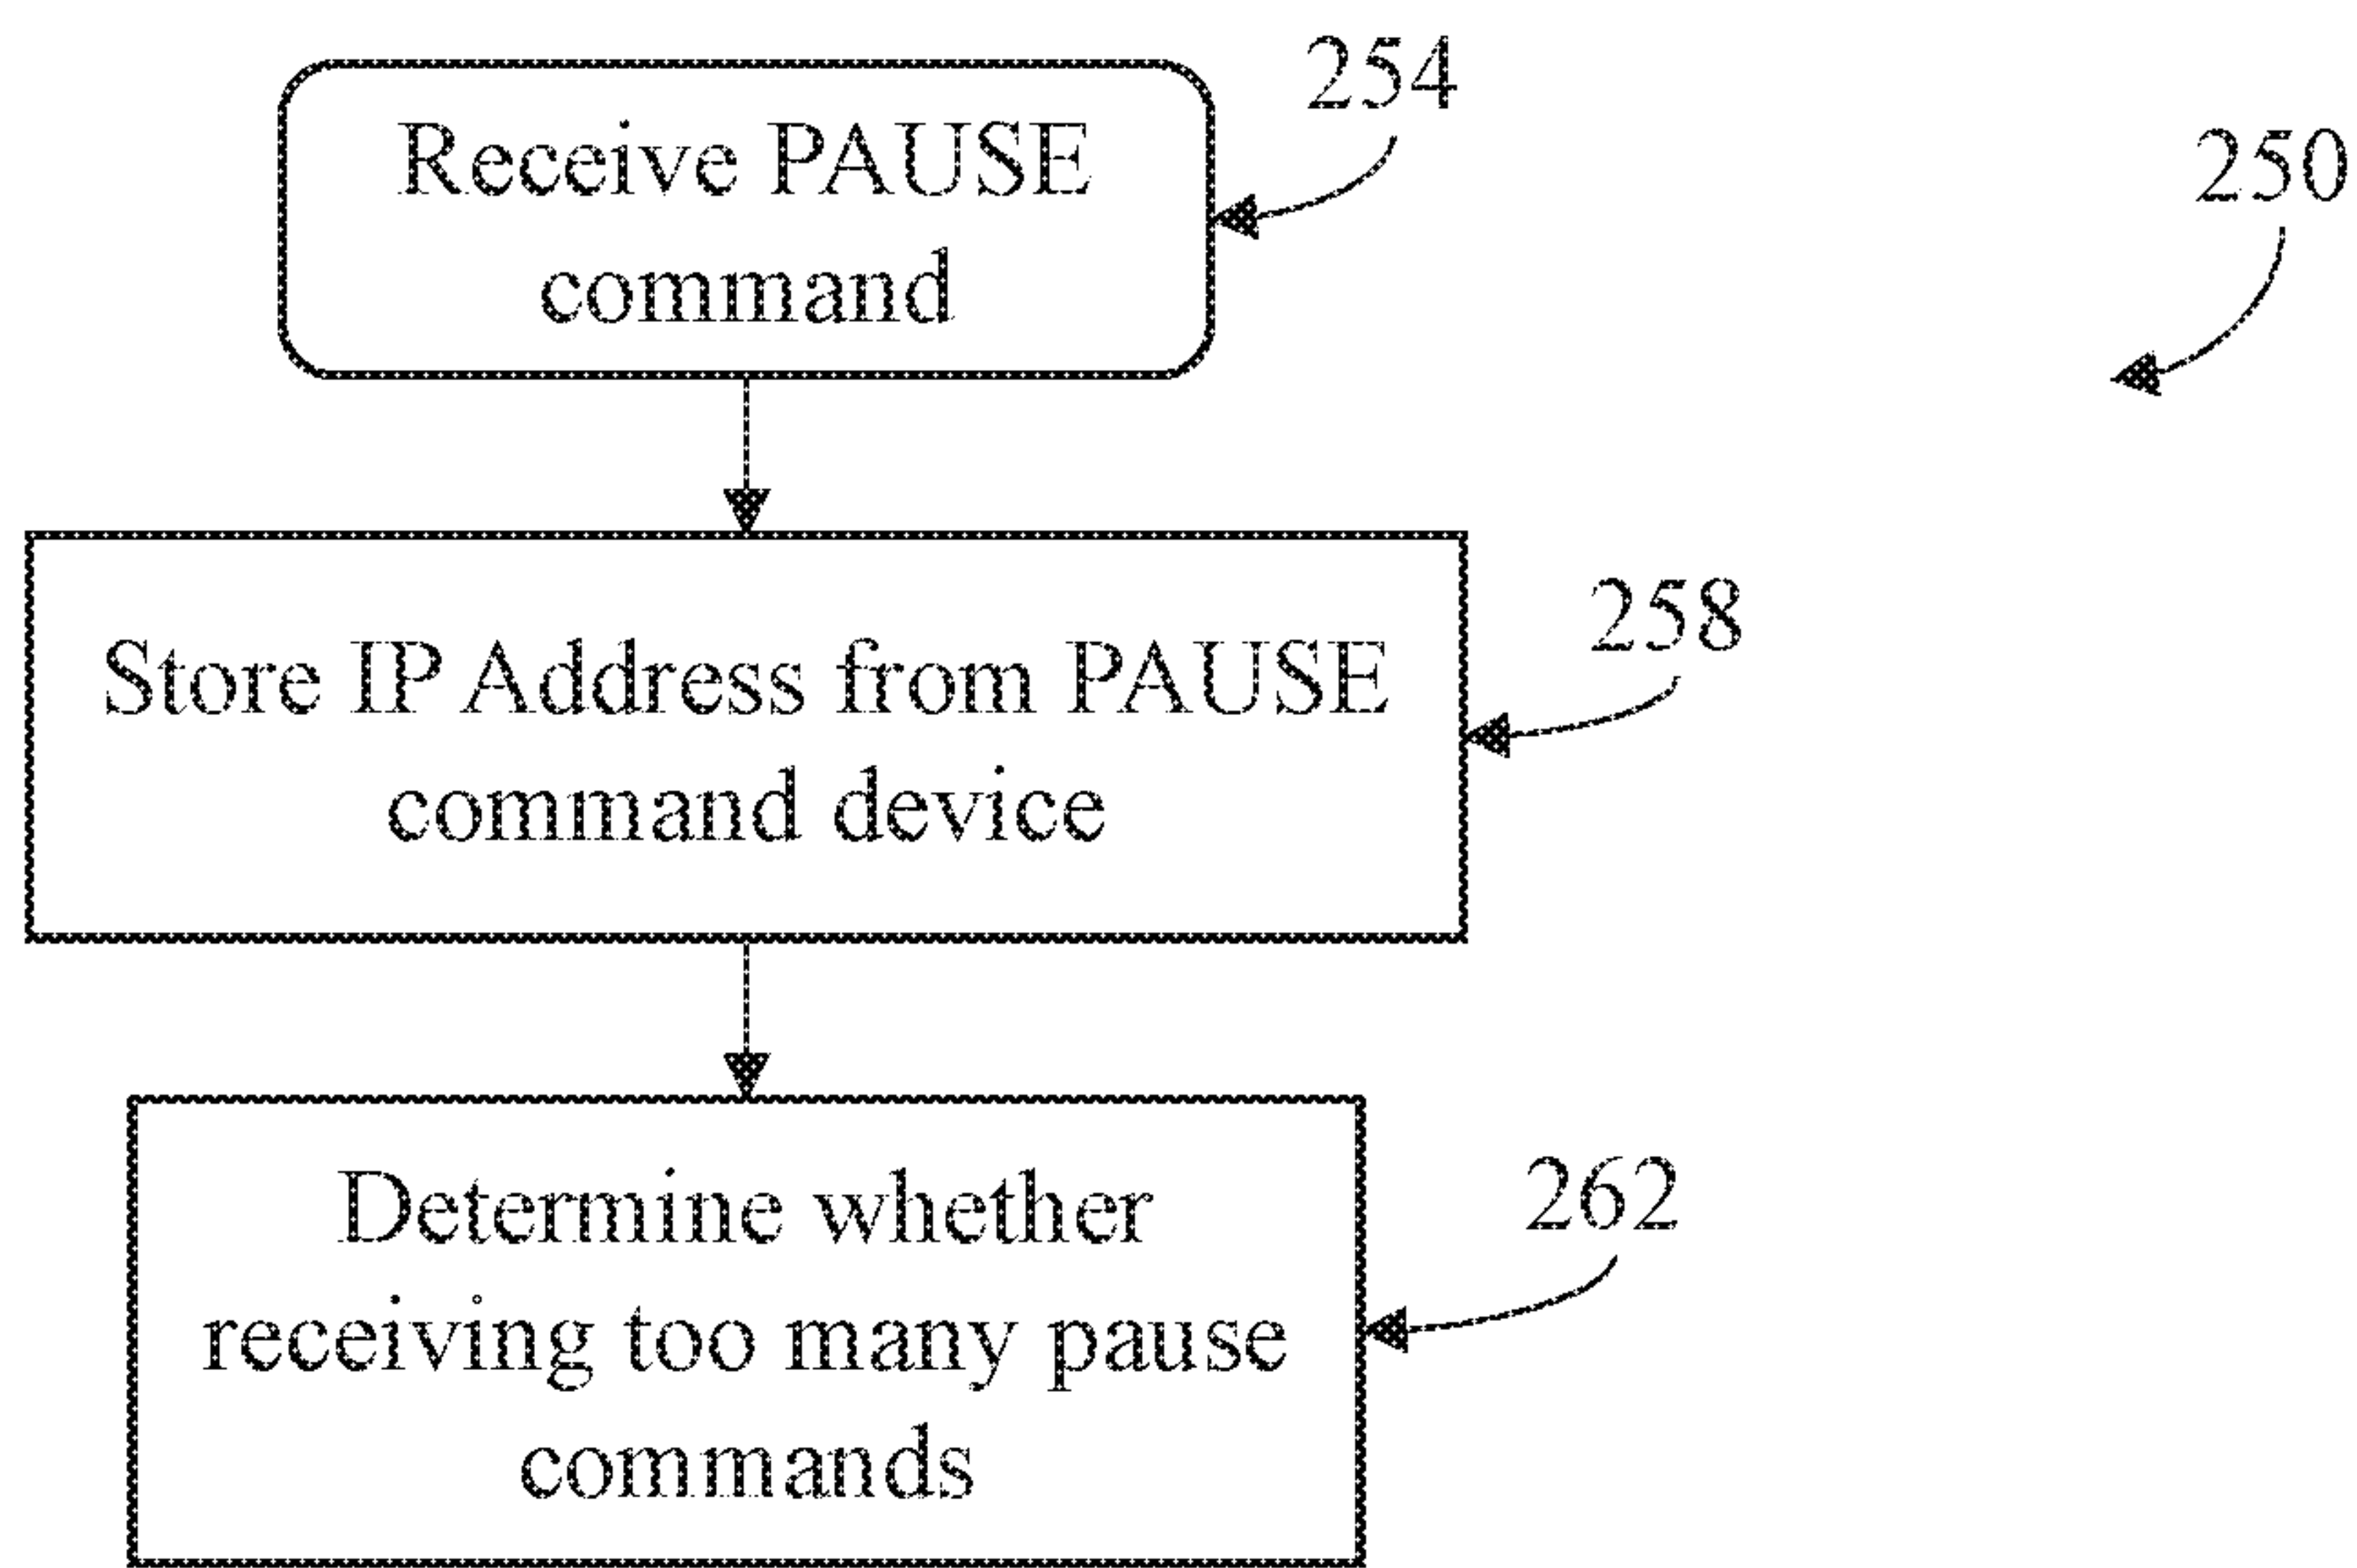 Receive PAUSE
command
254
250
Store IP Address from PAUSE
command device
258
Determine whether
receiving too many pause
commands
262